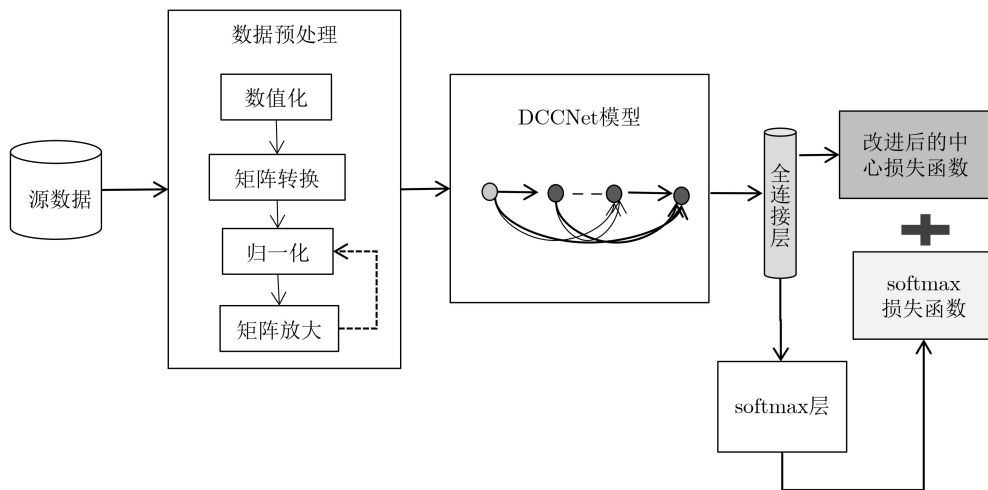 源数据
数据预处理
数值化
矩阵转换
归一化
矩阵放大
DCCNet模型
全连接层
改进后的中
心损失函数
softmax
损失函数
softmax层